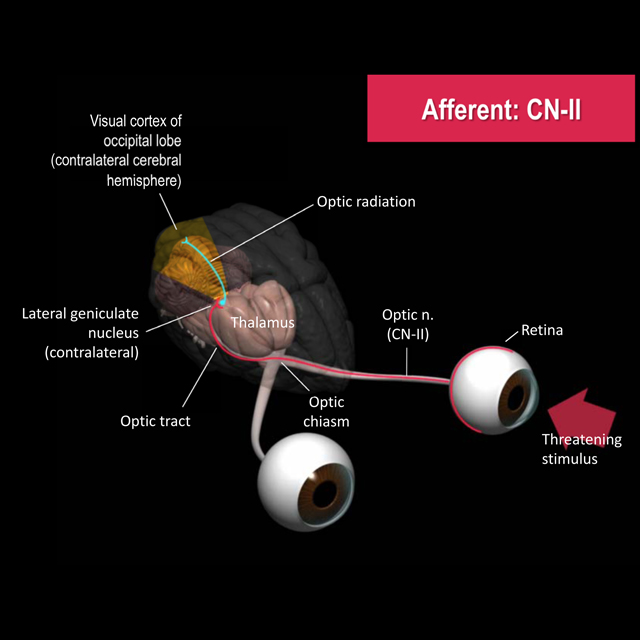 Afferent: CN-II
Visual cortex of
occipital lobe
(contralateral cerebral
hemisphere)
Optic radiation
Lateral geniculate
nucleus
(contralateral)
Thalamus
Optic n.
(CN-II)
Retina
Optic tract
Optic
chiasm
Threatening
stimulus